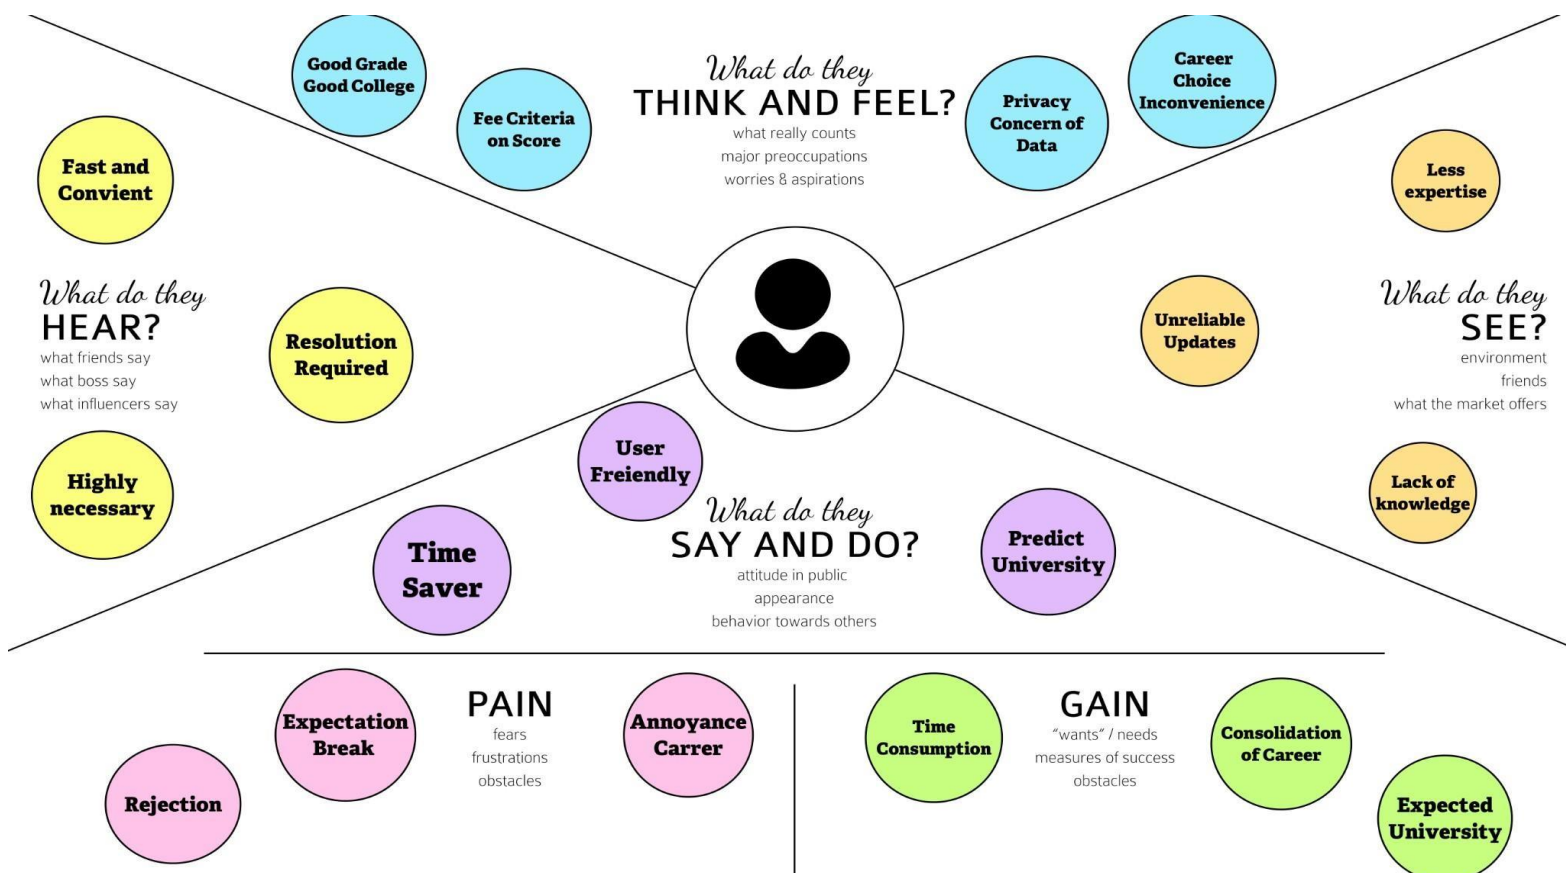 Good Grade
Good College
Fee Criteria
on Score
What do they
THINK AND FEEL?
what really counts
major preoccupations
worries & aspirations
Privacy
Concern of
Data
Career
Choice
Inconvenience
Fast and
Convient
What do they
HEAR?
what friends say
what boss say
what influencers say
Resolution
Required
Highly
necessary
Less
expertise
Unreliable
Updates
What do they
SEE?
environment
friends
what the market offers
Lack of
knowledge
User
Freiendly
Time
Saver
What do they
SAY AND DO?
attitude in public
appearance
behavior towards others
Predict
University
Rejection
Expectation
Break
PAIN
fears
frustrations
obstacles
Annoyance
Carrer
Time
Consumption
GAIN
"wants" / needs
measures of success
obstacles
Consolidation
of Career
Expected
University